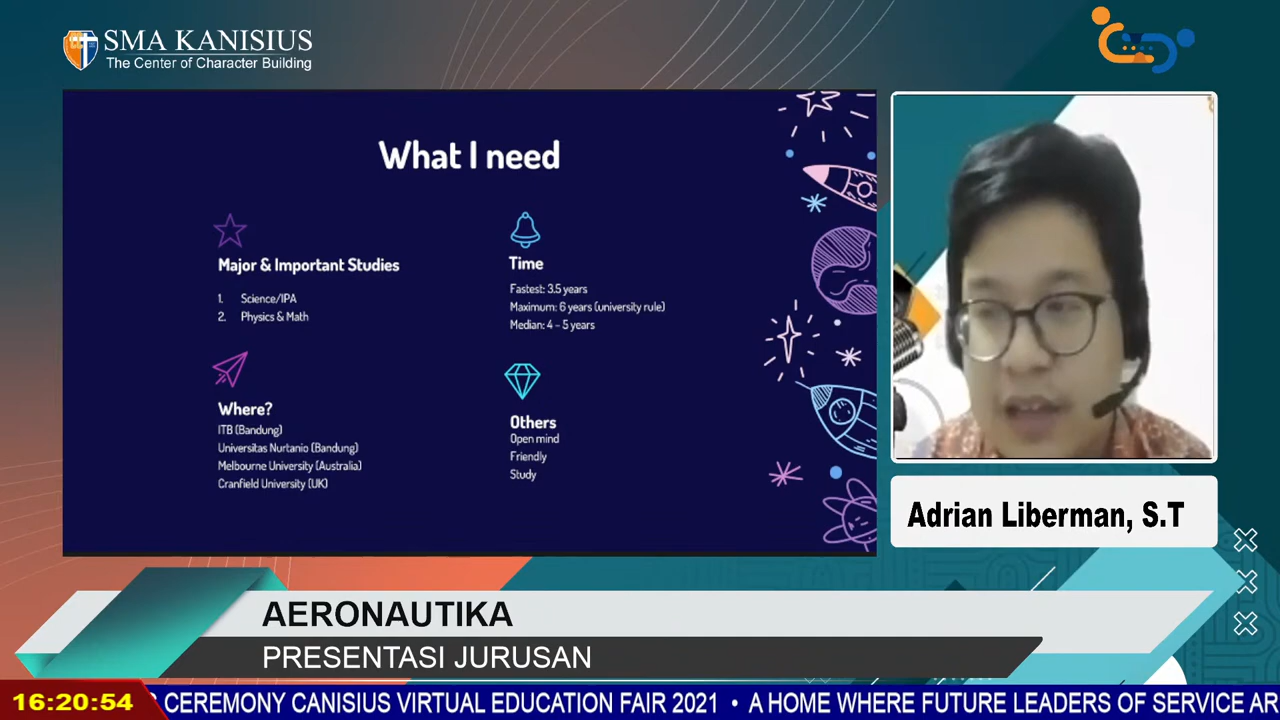 SMA KANISIUS
The Center of Character Building
What I need
Major & Important Studies
1. Science/IPA
2. Physics & Math
Time
Fastest: 3.5 years
Maximum: 6 years (university rule)
Median: 4 – 5 years
Where?
ITB (Bandung)
Universitas Nurtanio (Bandung)
Melbourne University (Australia)
Cranfield University (UK)
Others
Open mind
Friendly
Study
Adrian Liberman, S.T
AERONAUTIKA
PRESENTASI JURUSAN
16:20:54
CEREMONY CANISIUS VIRTUAL EDUCATION FAIR 2021 • A HOME WHERE FUTURE LEADERS OF SERVICE AR